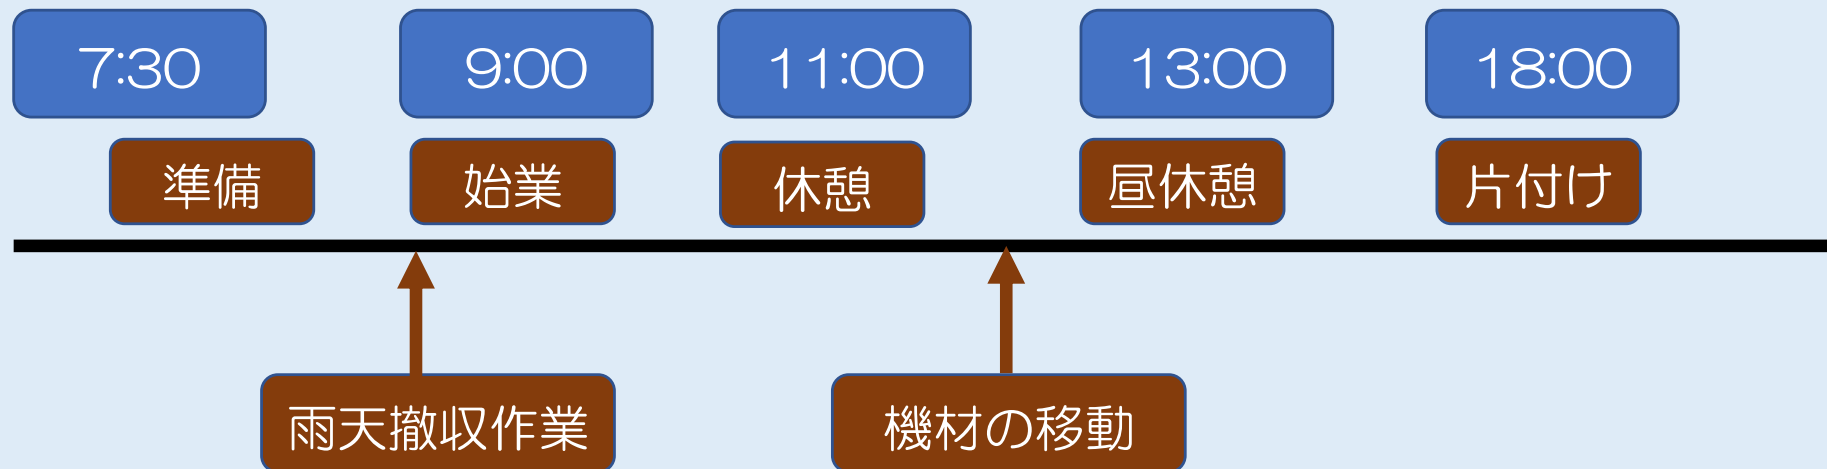 7:30
9:00
11:00
13:00
18:00
準備
始業
休憩
昼休憩
片付け
雨天撤収作業
機材の移動